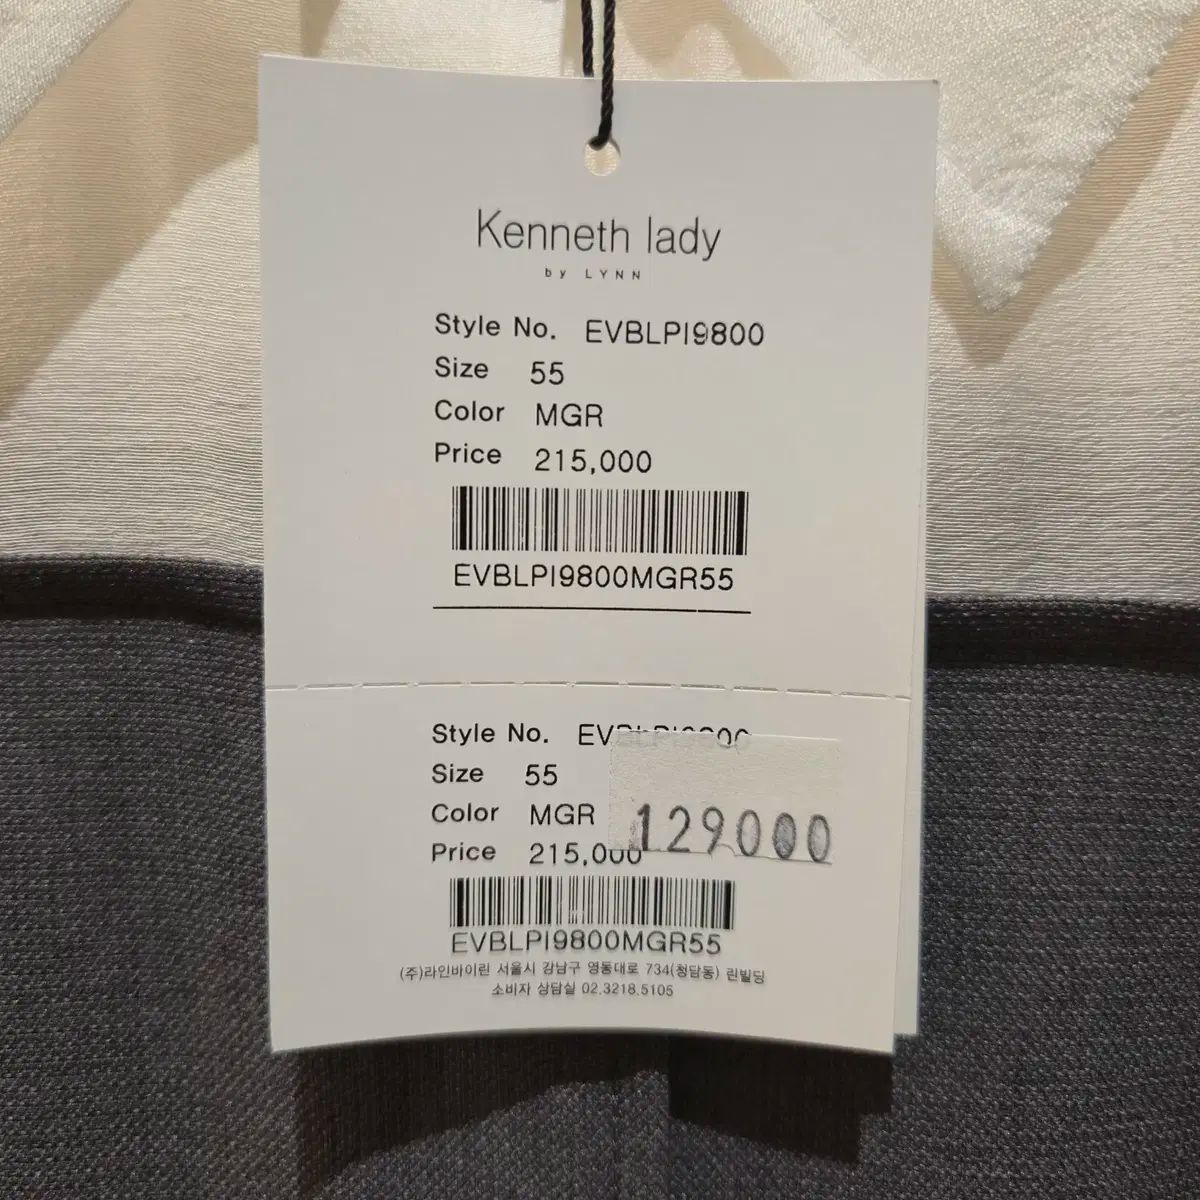 Kenneth lady
by LYNN
Style No. EVBLPI9800
Size 55
Color MGR
Price 215,000
EVBLPI9800MGR55
Style No. EVBLPI9800
Size 55
Color MGR
129000
Price 215,000
EVBLPI9800MGR55
(주)라인바이린 서울시 강남구 영동대로 734(청담동) 린빌딩
소비자 상담실 02.3218.5105